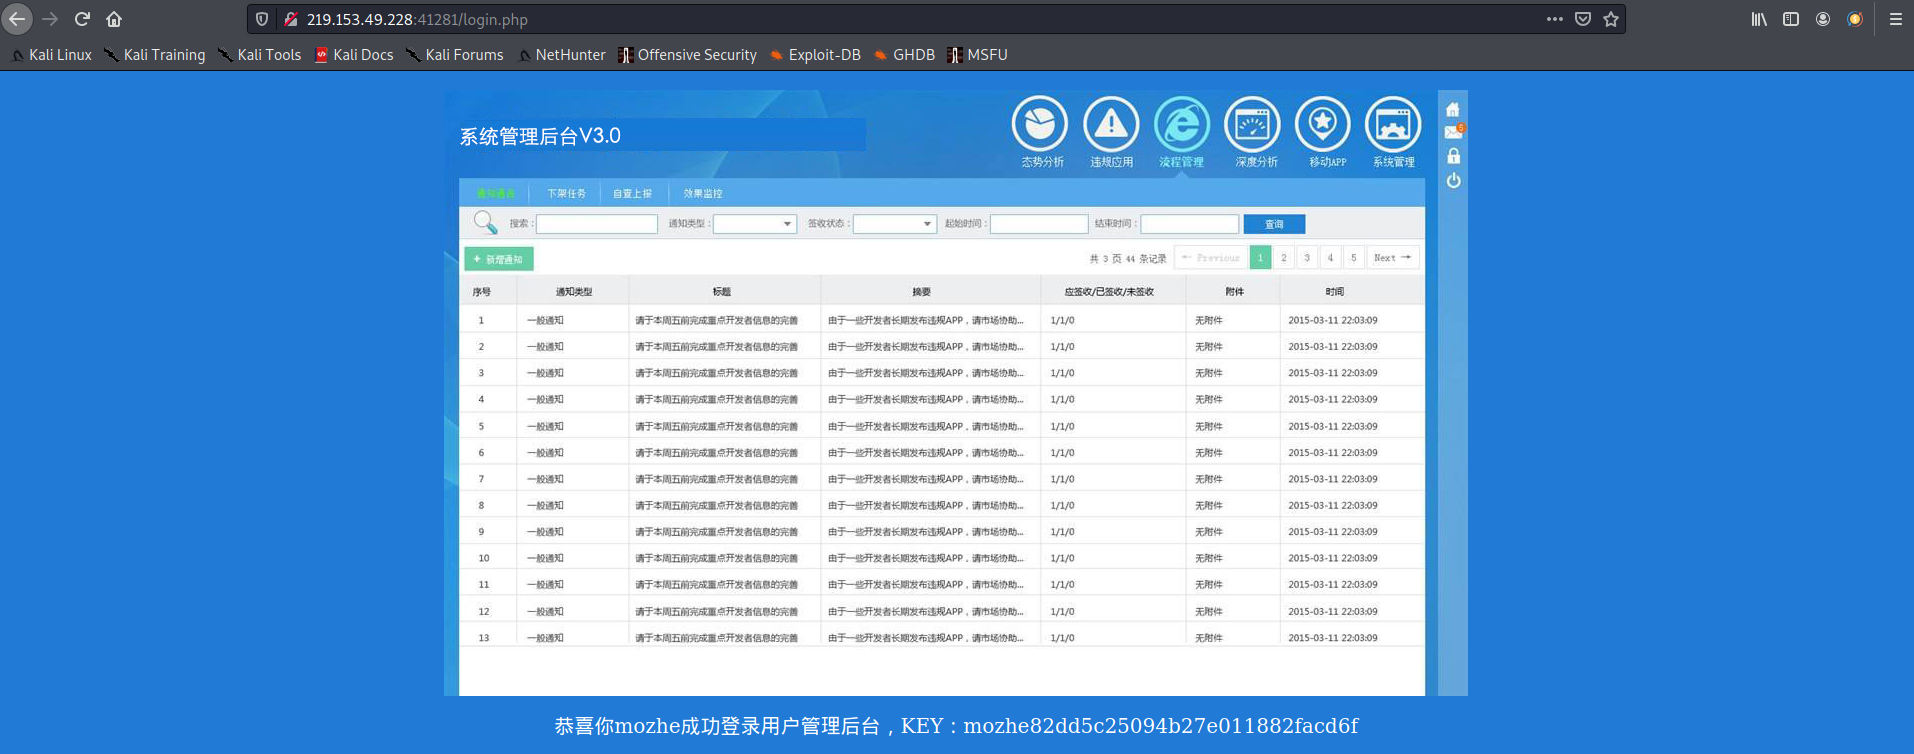 219.153.49.228:41281/login.php
Kali Linux Kali Training Kali Tools Kali Docs Kali Forums NetHunter Offensive Security Exploit-DB GHDB MSFU
系统管理后台V3.0
态势分析 违规应用 流程管理 深度分析 移动APP 系统管理
5
通知通告 下架任务 自查上报 效果监控
搜索: 通知类型: 签收状态: 起始时间: 结束时间: 查询
+ 新增通知 共 3 页 44 条记录 ← Previous 1 2 3 4 5 Next →
序号 通知类型 标题 摘要 应签收/已签收/未签收 附件 时间
1 一般通知 请于本周五前完成重点开发者信息的完善 由于一些开发者长期发布违规APP，请市场协助... 1/1/0 无附件 2015-03-11 22:03:09
2 一般通知 请于本周五前完成重点开发者信息的完善 由于一些开发者长期发布违规APP，请市场协助... 1/1/0 无附件 2015-03-11 22:03:09
3 一般通知 请于本周五前完成重点开发者信息的完善 由于一些开发者长期发布违规APP，请市场协助... 1/1/0 无附件 2015-03-11 22:03:09
4 一般通知 请于本周五前完成重点开发者信息的完善 由于一些开发者长期发布违规APP，请市场协助... 1/1/0 无附件 2015-03-11 22:03:09
5 一般通知 请于本周五前完成重点开发者信息的完善 由于一些开发者长期发布违规APP，请市场协助... 1/1/0 无附件 2015-03-11 22:03:09
6 一般通知 请于本周五前完成重点开发者信息的完善 由于一些开发者长期发布违规APP，请市场协助... 1/1/0 无附件 2015-03-11 22:03:09
7 一般通知 请于本周五前完成重点开发者信息的完善 由于一些开发者长期发布违规APP，请市场协助... 1/1/0 无附件 2015-03-11 22:03:09
8 一般通知 请于本周五前完成重点开发者信息的完善 由于一些开发者长期发布违规APP，请市场协助... 1/1/0 无附件 2015-03-11 22:03:09
9 一般通知 请于本周五前完成重点开发者信息的完善 由于一些开发者长期发布违规APP，请市场协助... 1/1/0 无附件 2015-03-11 22:03:09
10 一般通知 请于本周五前完成重点开发者信息的完善 由于一些开发者长期发布违规APP，请市场协助... 1/1/0 无附件 2015-03-11 22:03:09
11 一般通知 请于本周五前完成重点开发者信息的完善 由于一些开发者长期发布违规APP，请市场协助... 1/1/0 无附件 2015-03-11 22:03:09
12 一般通知 请于本周五前完成重点开发者信息的完善 由于一些开发者长期发布违规APP，请市场协助... 1/1/0 无附件 2015-03-11 22:03:09
13 一般通知 请于本周五前完成重点开发者信息的完善 由于一些开发者长期发布违规APP，请市场协助... 1/1/0 无附件 2015-03-11 22:03:09
恭喜你mozhe成功登录用户管理后台，KEY：mozhe82dd5c25094b27e011882facd6f